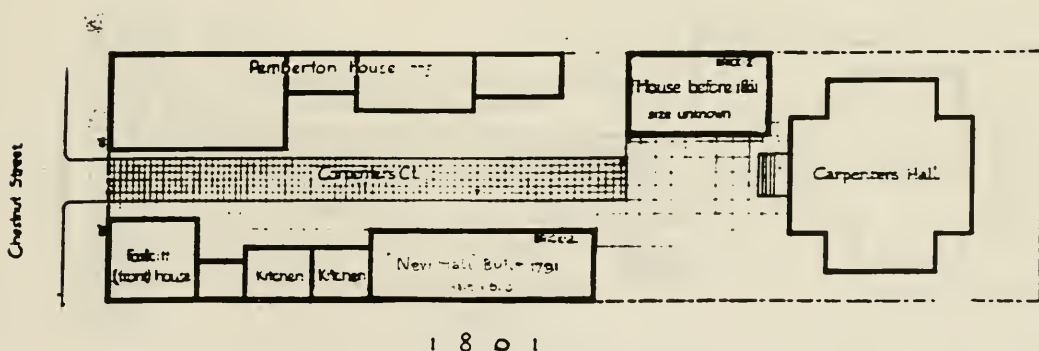 Pemberton House
House before 1861
size unknown
Carpenters Ct.
Carpenters Hall
Chestnut Street
(front) house
Kitchen
Kitchen
New Hall Built 1791
1801